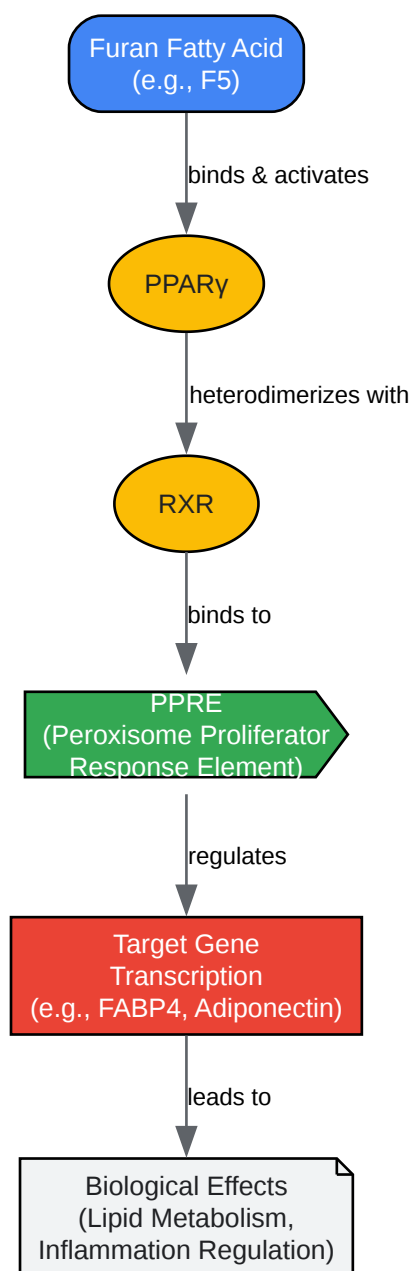 Furan Fatty Acid
(e.g., F5)
binds & activates
PPARγ
heterodimerizes with
RXR
binds to
PPRE
(Peroxisome Proliferator
Response Element)
regulates
Target Gene
Transcription
(e.g., FABP4, Adiponectin)
leads to
Biological Effects
(Lipid Metabolism,
Inflammation Regulation)